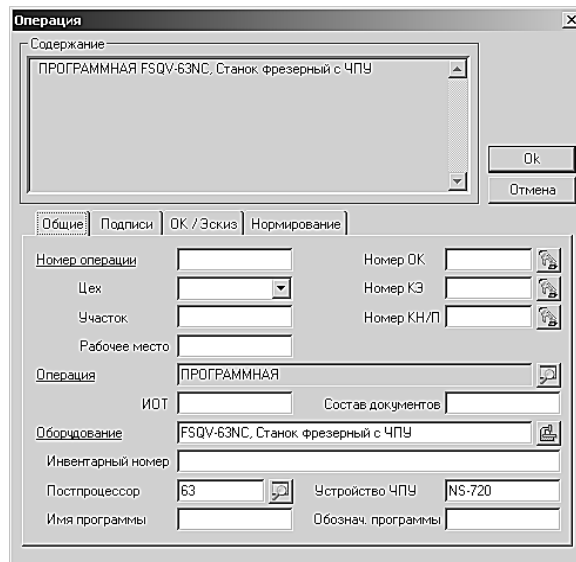 Операция
Содержание
ПРОГРАММНАЯ FSQV-63NC, Станок фрезерный с ЧПУ
Ok
Отмена
Общие Подписи ОК / Эскиз Нормирование
Номер операции Номер ОК
Цех Номер КЭ
Участок Номер КН/П
Рабочее место
Операция ПРОГРАММНАЯ
ИОТ Состав документов
Оборудование FSQV-63NC, Станок фрезерный с ЧПУ
Инвентарный номер
Постпроцессор 63 Устройство ЧПУ NS-720
Имя программы Обознач. программы